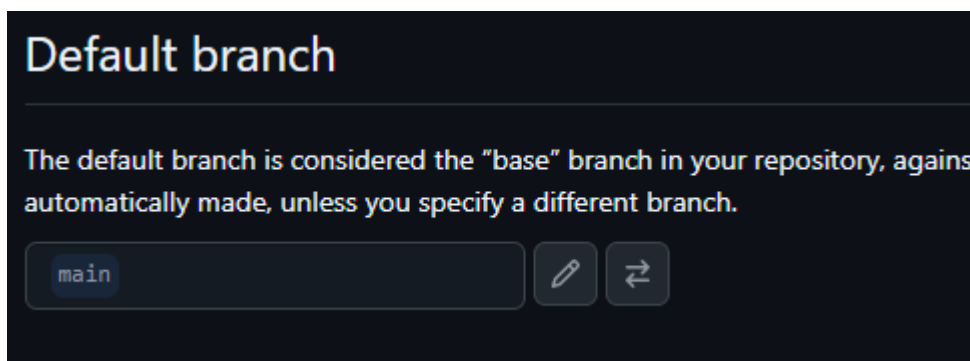 Default branch
The default branch is considered the "base" branch in your repository, agains
automatically made, unless you specify a different branch.
main